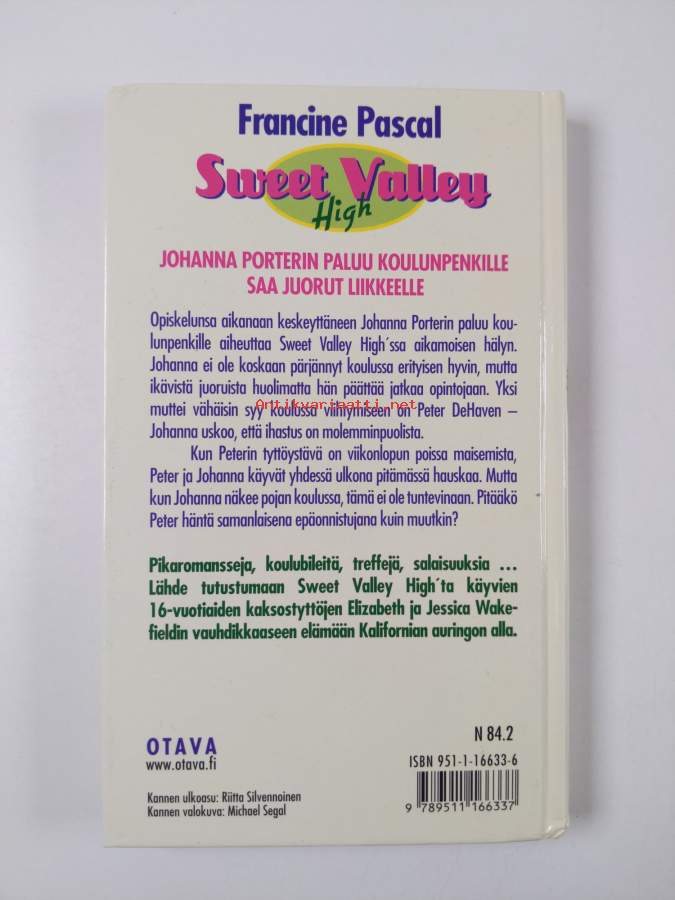 Francine Pascal
Sweet Valley
High
JOHANNA PORTERIN PALUU KOULUNPENKILLE
SAA JUORUT LIIKKEELLE
Opiskelunsa aikanaan keskeyttäneen Johanna Porterin paluu kou-
lunpenkille aiheuttaa Sweet Valley High´ssa aikamoisen hälyn.
Johanna ei ole koskaan pärjännyt koulussa erityisen hyvin, mutta
ikävistä juoruista huolimatta hän päättää jatkaa opintojaan. Yksi
muttei vähäisin syy koulussa viihtymiseen on Peter DeHaven –
Antikvariaatti.net
Johanna uskoo, että ihastus on molemminpuolista.
Kun Peterin tyttöystävä on viikonlopun poissa maisemista,
Peter ja Johanna käyvät yhdessä ulkona pitämässä hauskaa. Mutta
kun Johanna näkee pojan koulussa, tämä ei ole tuntevinaan. Pitääkö
Peter häntä samanlaisena epäonnistujana kuin muutkin?
Pikaromansseja, koulubileitä, treffejä, salaisuuksia ...
Lähde tutustumaan Sweet Valley High´ta käyvien
16-vuotiaiden kaksostyttöjen Elizabeth ja Jessica Wake-
fieldin vauhdikkaaseen elämään Kalifornian auringon alla.
N 84.2
OTAVA
www.otava.fi
ISBN 951-1-16633-6
Kannen ulkoasu: Riitta Silvennoinen
Kannen valokuva: Michael Segal
9 789511 166337